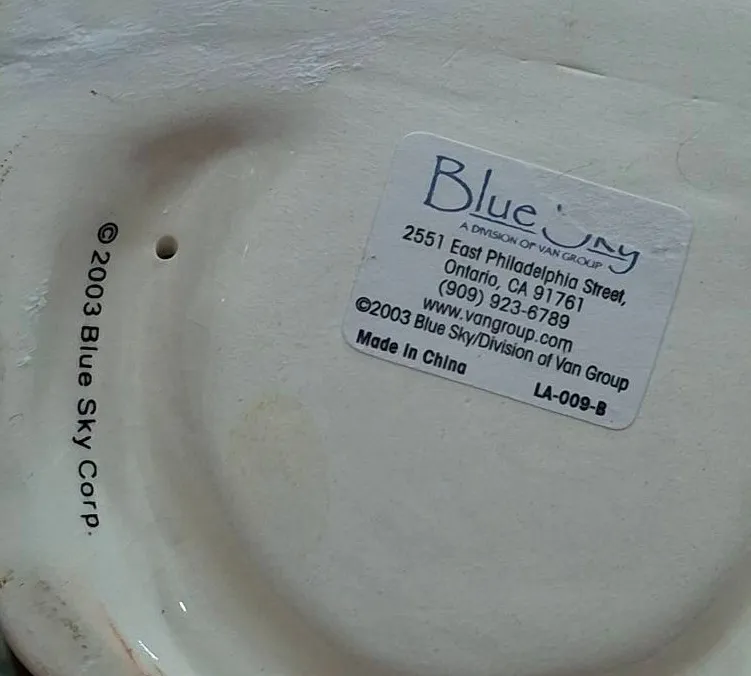 Blue Sky
A DIVISION OF VAN GROUP
2551 East Philadelphia Street,
Ontario, CA 91761
(909) 923-6789
www.vangroup.com
©2003 Blue Sky/Division of Van Group
Made In China
LA-009-B
© 2003 Blue Sky Corp.